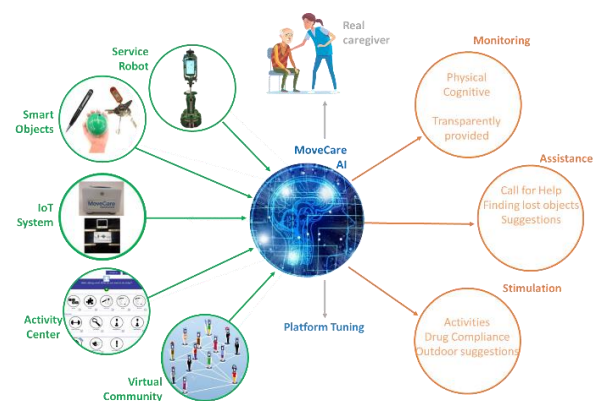 Real
caregiver
Service
Robot
Smart
Objects
IoT
System
MoveCare
Activity
Center
Virtual
Community
MoveCare
AI
Platform Tuning
Monitoring
Physical
Cognitive
Transparently
provided
Assistance
Call for Help
Finding lost objects
Suggestions
Stimulation
Activities
Drug Compliance
Outdoor suggestions